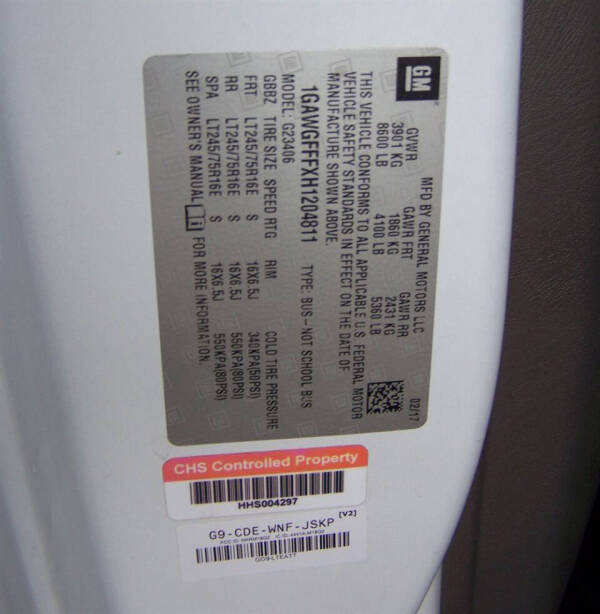 GM
MFD BY GENERAL MOTORS LLC 02/17
GVWR GAWR FRT GAWR RR
3901 KG 1860 KG 2431 KG
8600 LB 4100 LB 5360 LB
THIS VEHICLE CONFORMS TO ALL APPLICABLE U.S. FEDERAL MOTOR
VEHICLE SAFETY STANDARDS IN EFFECT ON THE DATE OF
MANUFACTURE SHOWN ABOVE.
1GAWGFFFXH1204811 TYPE: BUS-NOT SCHOOL BUS
MODEL: G23406
GBBZ TIRE SIZE SPEED RTG RIM COLD TIRE PRESSURE
FRT LT245/75R16E S 16X6.5J 340KPA(50PSI)
RR LT245/75R16E S 16X6.5J 550KPA(80PSI)
SPA LT245/75R16E S 16X6.5J 550KPA(80PSI)
SEE OWNER'S MANUAL FOR MORE INFORMATION.
CHS Controlled Property
HHS004297
G9-CDE-WNF-JSKP [V2]
GO9-LTEATT